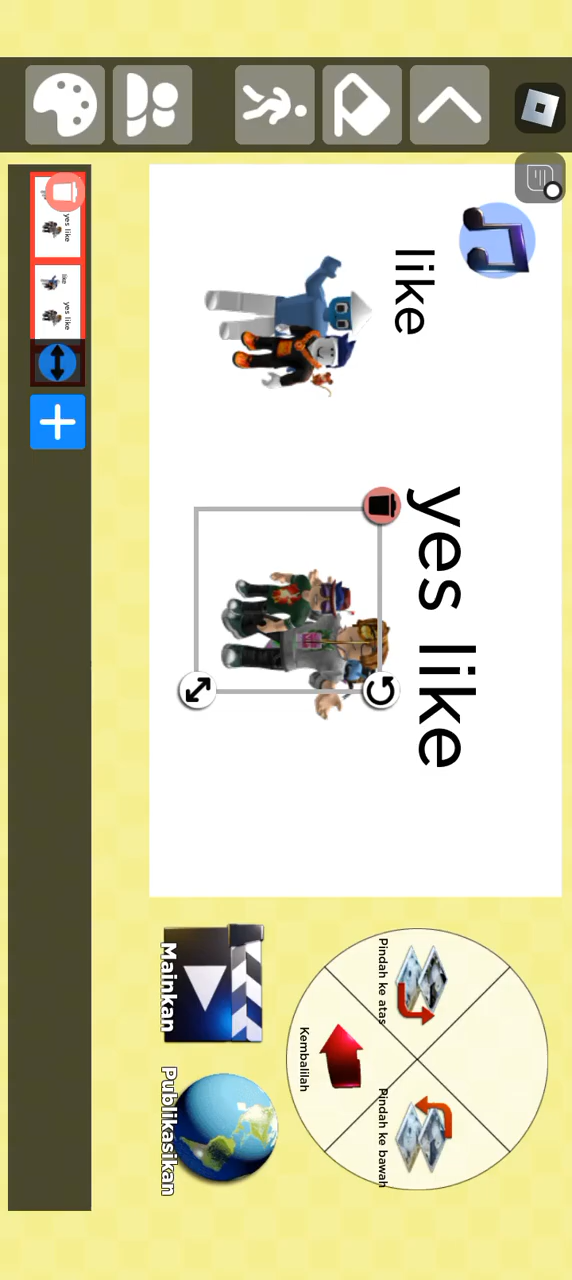 like
yes like
yes like
like
yes like
Pindah ke atas
Pindah ke bawah
Kembalilah
Mainkan
Publikasikan